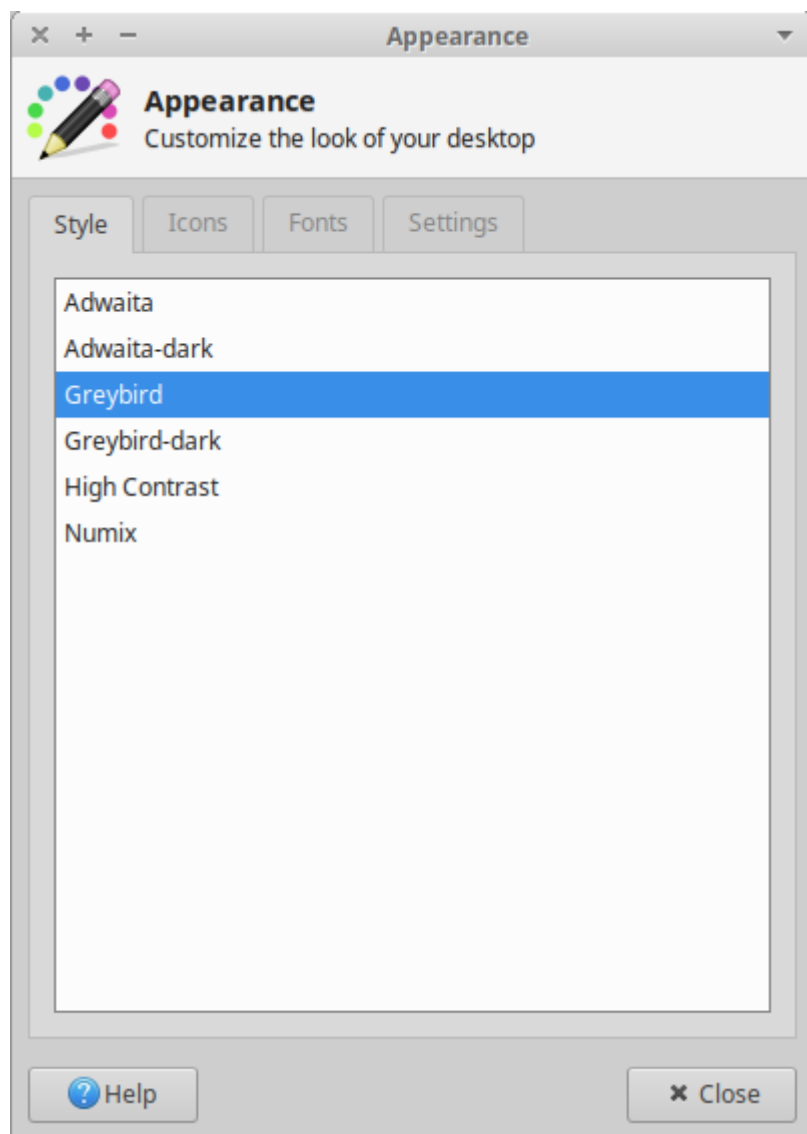 Appearance
Appearance
Customize the look of your desktop
Style Icons Fonts Settings
Adwaita
Adwaita-dark
Greybird
Greybird-dark
High Contrast
Numix
Help Close